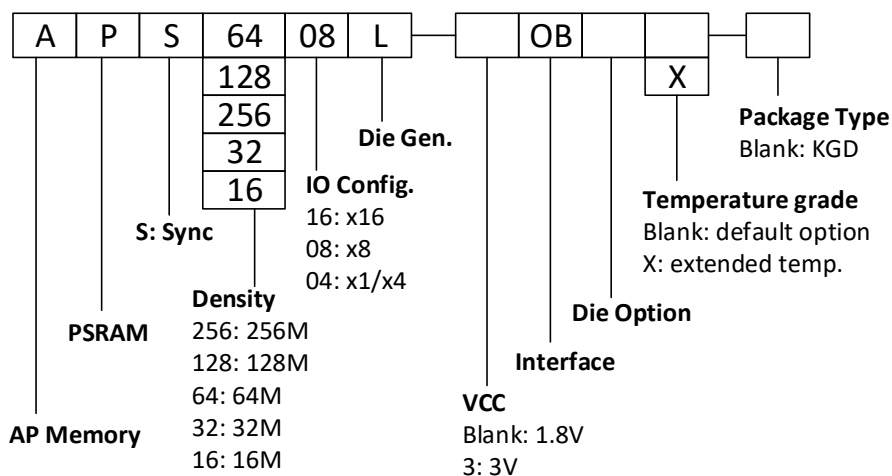 A P S 64 08 L OB
128 X
256
32
16
Die Gen.
Package Type
Blank: KGD
IO Config.
16: x16
08: x8
04: x1/x4
Temperature grade
Blank: default option
X: extended temp.
S: Sync
Density
256: 256M
128: 128M
64: 64M
32: 32M
16: 16M
Die Option
PSRAM
Interface
VCC
Blank: 1.8V
3: 3V
AP Memory